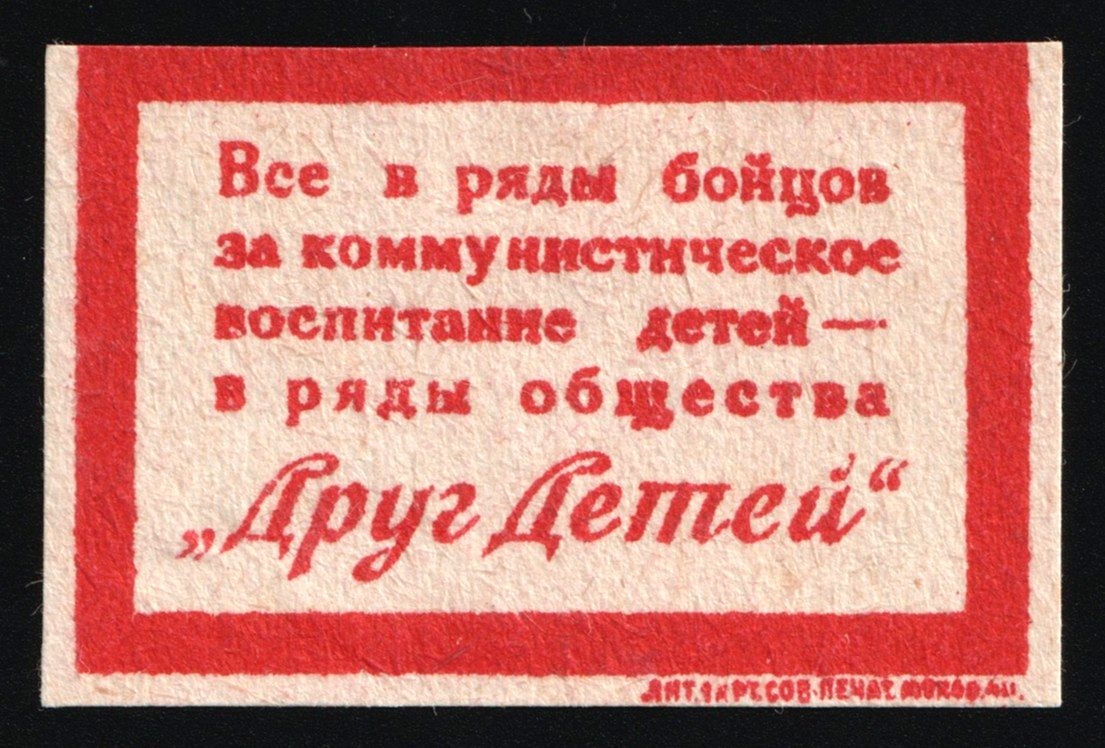 Все в ряды бойцов
за коммунистическое
воспитание детей —
в ряды общества
„Друг Детей“